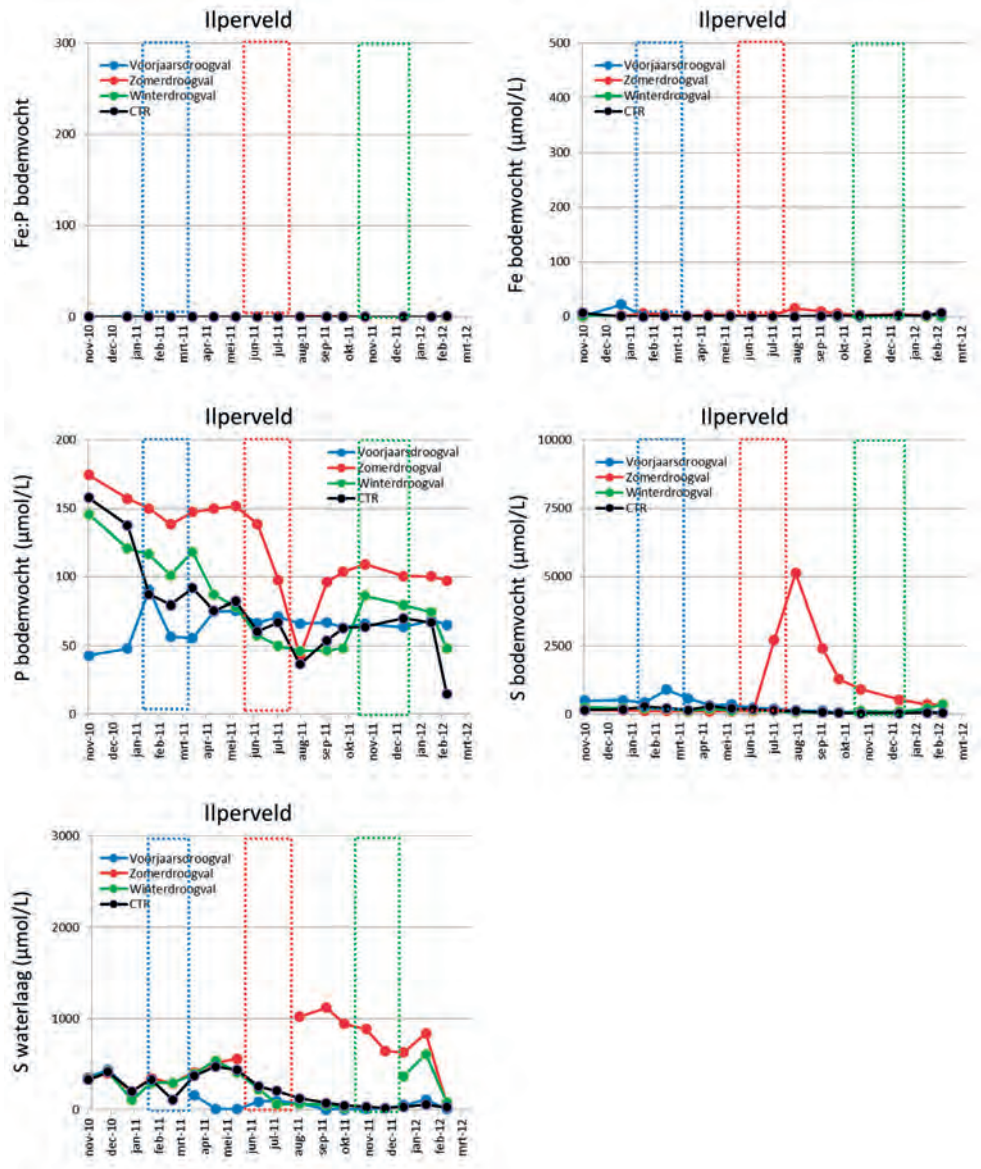 Ilperveld
300
200
100
0
Fe:P bodemvocht
Voorjaarsdroogval
Zomerdroogval
Winterdroogval
CTR
nov-10
dec-10
jan-11
feb-11
mrt-11
apr-11
mei-11
jun-11
jul-11
aug-11
sep-11
okt-11
nov-11
dec-11
jan-12
feb-12
mrt-12
Ilperveld
500
400
300
200
100
0
Fe bodemvocht (µmol/L)
Voorjaarsdroogval
Zomerdroogval
Winterdroogval
CTR
nov-10
dec-10
jan-11
feb-11
mrt-11
apr-11
mei-11
jun-11
jul-11
aug-11
sep-11
okt-11
nov-11
dec-11
jan-12
feb-12
mrt-12
Ilperveld
200
150
100
50
0
P bodemvocht (µmol/L)
Voorjaarsdroogval
Zomerdroogval
Winterdroogval
CTR
nov-10
dec-10
jan-11
feb-11
mrt-11
apr-11
mei-11
jun-11
jul-11
aug-11
sep-11
okt-11
nov-11
dec-11
jan-12
feb-12
mrt-12
Ilperveld
10000
7500
5000
2500
0
S bodemvocht (µmol/L)
Voorjaarsdroogval
Zomerdroogval
Winterdroogval
CTR
nov-10
dec-10
jan-11
feb-11
mrt-11
apr-11
mei-11
jun-11
jul-11
aug-11
sep-11
okt-11
nov-11
dec-11
jan-12
feb-12
mrt-12
Ilperveld
3000
2000
1000
0
S waterlaag (µmol/L)
Voorjaarsdroogval
Zomerdroogval
Winterdroogval
CTR
nov-10
dec-10
jan-11
feb-11
mrt-11
apr-11
mei-11
jun-11
jul-11
aug-11
sep-11
okt-11
nov-11
dec-11
jan-12
feb-12
mrt-12